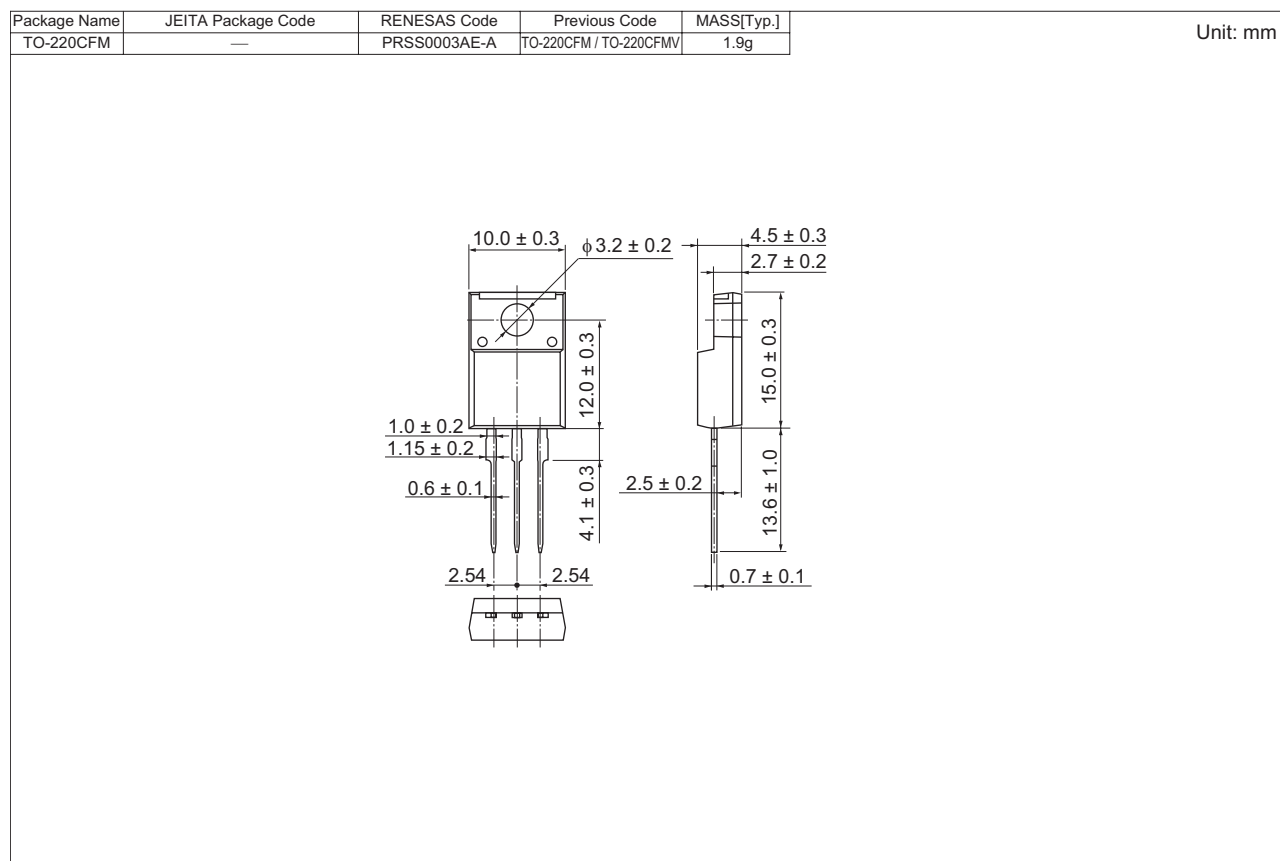 Package Name JEITA Package Code RENESAS Code Previous Code MASS[Typ.]
TO-220CFM — PRSS0003AE-A TO-220CFM / TO-220CFMV 1.9g
Unit: mm
10.0 ± 0.3
ϕ 3.2 ± 0.2
4.5 ± 0.3
2.7 ± 0.2
12.0 ± 0.3
15.0 ± 0.3
1.0 ± 0.2
1.15 ± 0.2
0.6 ± 0.1
4.1 ± 0.3
2.5 ± 0.2
13.6 ± 1.0
2.54 2.54
0.7 ± 0.1